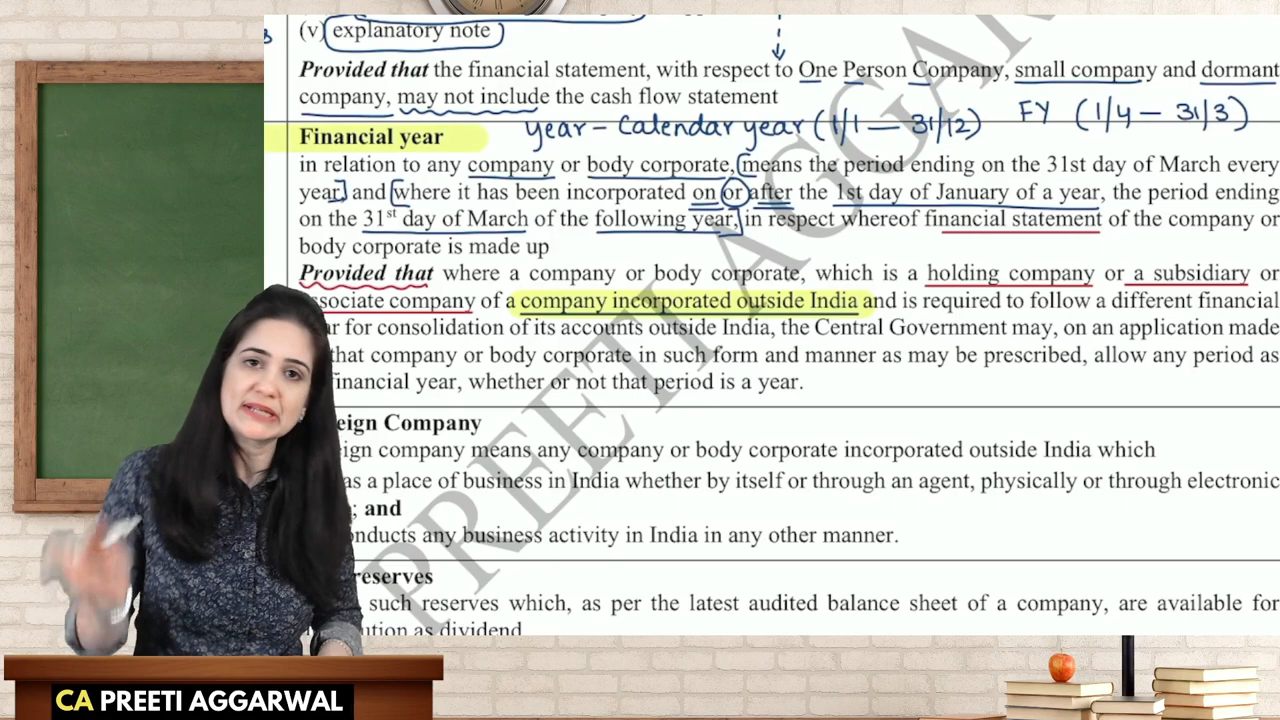 (v) explanatory note
Provided that the financial statement, with respect to One Person Company, small company and dormant
company, may not include the cash flow statement
year – Calendar year (1/1 – 31/12) FY (1/4 – 31/3)
Financial year
in relation to any company or body corporate, means the period ending on the 31st day of March every
year, and where it has been incorporated on or after the 1st day of January of a year, the period ending
on the 31st day of March of the following year, in respect whereof financial statement of the company or
body corporate is made up
Provided that where a company or body corporate, which is a holding company or a subsidiary or
ssociate company of a company incorporated outside India and is required to follow a different financial
r for consolidation of its accounts outside India, the Central Government may, on an application made
that company or body corporate in such form and manner as may be prescribed, allow any period as
financial year, whether or not that period is a year.
eign Company
ign company means any company or body corporate incorporated outside India which
as a place of business in India whether by itself or through an agent, physically or through electronic
; and
onducts any business activity in India in any other manner.
reserves
such reserves which, as per the latest audited balance sheet of a company, are available for
ution as dividend
PREETI AGGAR
CA PREETI AGGARWAL